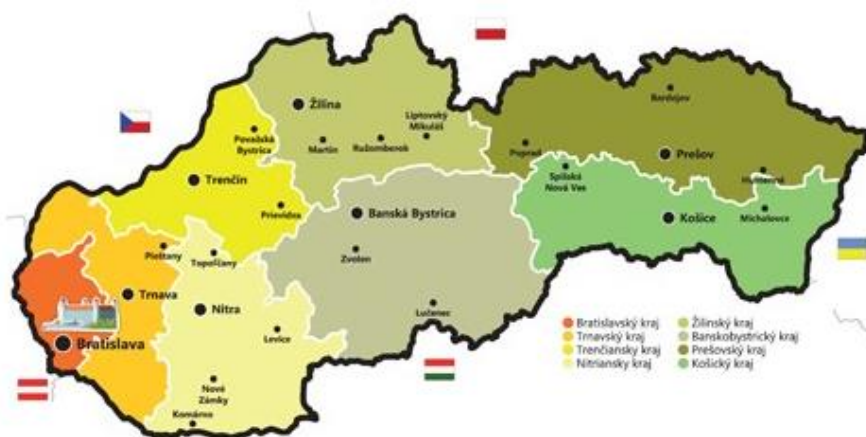 Bardejov
Žilina
Liptovský
Mikuláš
Považská
Bystrica
Martin
Ružomberok
Poprad
Prešov
Spišská
Nová Ves
Humenné
Trenčín
Prievidza
Banská Bystrica
Košice
Michalovce
Piešťany
Topoľčany
Zvolen
Trnava
Nitra
Lučenec
Levice
Bratislava
Nové
Zámky
Komárno
Bratislavský kraj
Trnavský kraj
Trenčiansky kraj
Nitriansky kraj
Žilinský kraj
Banskobystrický kraj
Prešovský kraj
Košický kraj